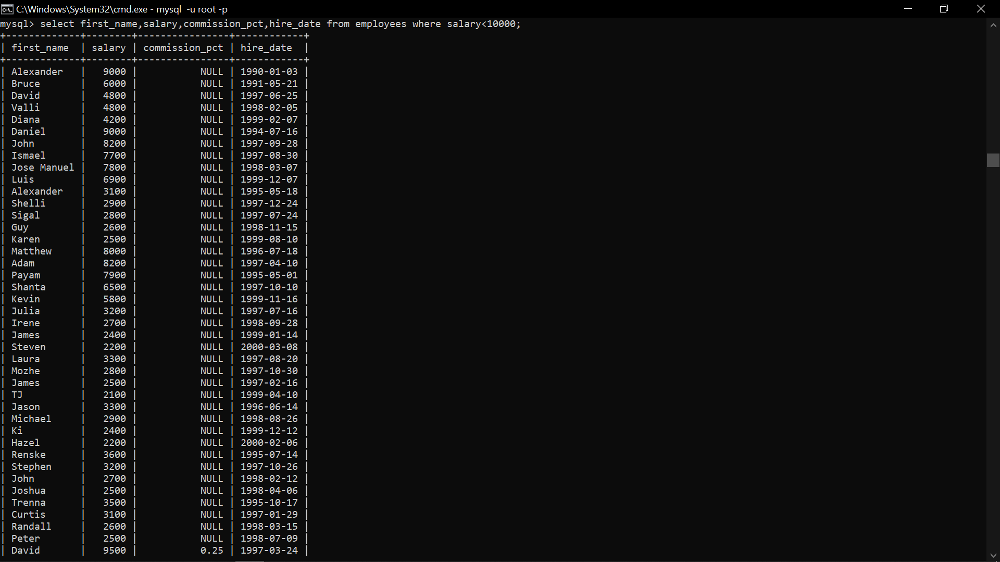 C:\Windows\System32\cmd.exe - mysql  -u root -p
mysql> select first_name,salary,commission_pct,hire_date from employees where salary<10000;
+-------------+--------+----------------+------------+
| first_name  | salary | commission_pct | hire_date  |
+-------------+--------+----------------+------------+
| Alexander   |   9000 |           NULL | 1990-01-03 |
| Bruce       |   6000 |           NULL | 1991-05-21 |
| David       |   4800 |           NULL | 1997-06-25 |
| Valli       |   4800 |           NULL | 1998-02-05 |
| Diana       |   4200 |           NULL | 1999-02-07 |
| Daniel      |   9000 |           NULL | 1994-07-16 |
| John        |   8200 |           NULL | 1997-09-28 |
| Ismael      |   7700 |           NULL | 1997-08-30 |
| Jose Manuel |   7800 |           NULL | 1998-03-07 |
| Luis        |   6900 |           NULL | 1999-12-07 |
| Alexander   |   3100 |           NULL | 1995-05-18 |
| Shelli      |   2900 |           NULL | 1997-12-24 |
| Sigal       |   2800 |           NULL | 1997-07-24 |
| Guy         |   2600 |           NULL | 1998-11-15 |
| Karen       |   2500 |           NULL | 1999-08-10 |
| Matthew     |   8000 |           NULL | 1996-07-18 |
| Adam        |   8200 |           NULL | 1997-04-10 |
| Payam       |   7900 |           NULL | 1995-05-01 |
| Shanta      |   6500 |           NULL | 1997-10-10 |
| Kevin       |   5800 |           NULL | 1999-11-16 |
| Julia       |   3200 |           NULL | 1997-07-16 |
| Irene       |   2700 |           NULL | 1998-09-28 |
| James       |   2400 |           NULL | 1999-01-14 |
| Steven      |   2200 |           NULL | 2000-03-08 |
| Laura       |   3300 |           NULL | 1997-08-20 |
| Mozhe       |   2800 |           NULL | 1997-10-30 |
| James       |   2500 |           NULL | 1997-02-16 |
| TJ          |   2100 |           NULL | 1999-04-10 |
| Jason       |   3300 |           NULL | 1996-06-14 |
| Michael     |   2900 |           NULL | 1998-08-26 |
| Ki          |   2400 |           NULL | 1999-12-12 |
| Hazel       |   2200 |           NULL | 2000-02-06 |
| Renske      |   3600 |           NULL | 1995-07-14 |
| Stephen     |   3200 |           NULL | 1997-10-26 |
| John        |   2700 |           NULL | 1998-02-12 |
| Joshua      |   2500 |           NULL | 1998-04-06 |
| Trenna      |   3500 |           NULL | 1995-10-17 |
| Curtis      |   3100 |           NULL | 1997-01-29 |
| Randall     |   2600 |           NULL | 1998-03-15 |
| Peter       |   2500 |           NULL | 1998-07-09 |
| David       |   9500 |           0.25 | 1997-03-24 |